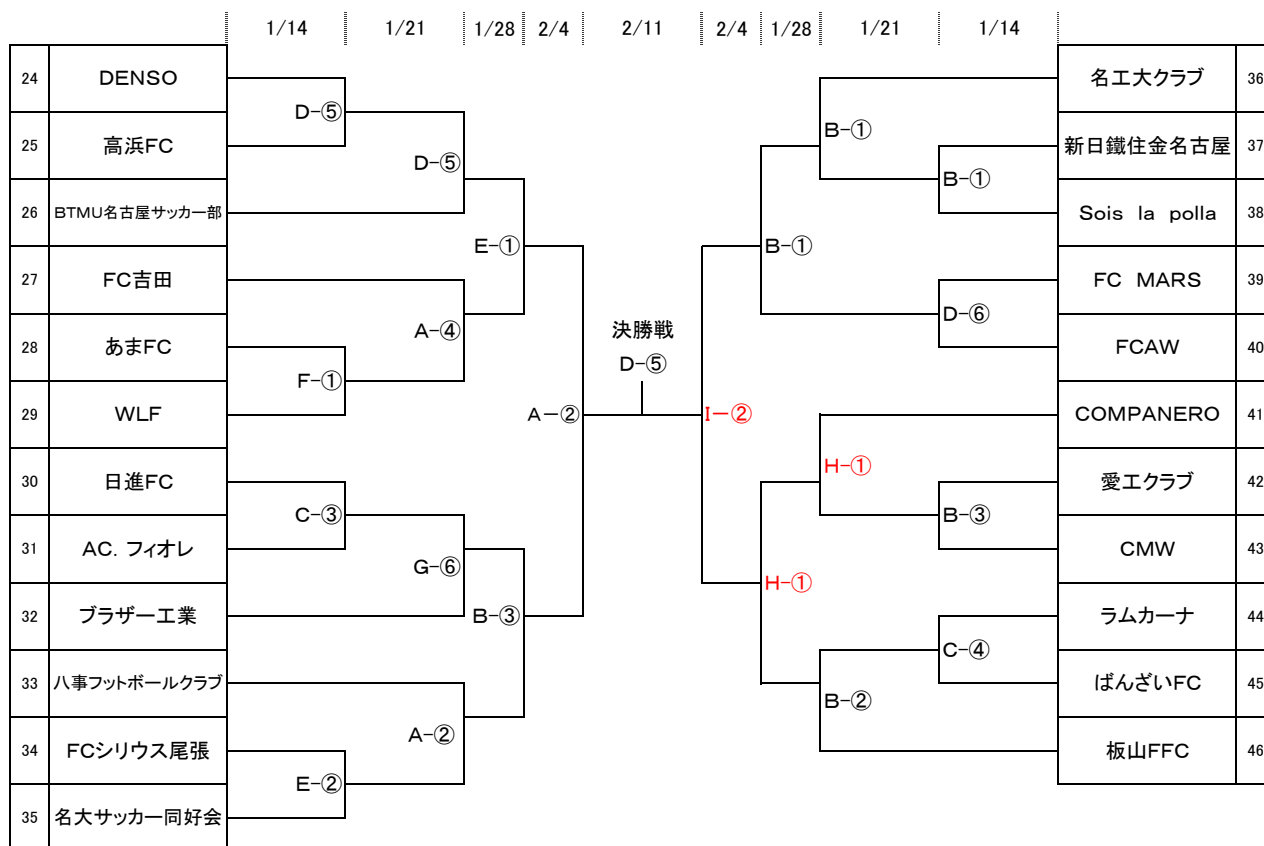 1/14 1/21 1/28 2/4 2/11 2/4 1/28 1/21 1/14
24 DENSO
25 高浜FC
26 BTMU名古屋サッカー部
27 FC吉田
28 あまFC
29 WLF
30 日進FC
31 AC．フィオレ
32 ブラザー工業
33 八事フットボールクラブ
34 FCシリウス尾張
35 名大サッカー同好会
D-⑤
F-①
C-③
E-②
D-⑤
A-④
G-⑥
A-②
E-①
B-③
A－②
決勝戦
D-⑤
I－②
B-①
H-①
B-①
H-①
B-②
B-①
D-⑥
B-③
C-④
名工大クラブ 36
新日鐵住金名古屋 37
Sois la polla 38
FC MARS 39
FCAW 40
COMPANERO 41
愛工クラブ 42
CMW 43
ラムカーナ 44
ばんざいFC 45
板山FFC 46